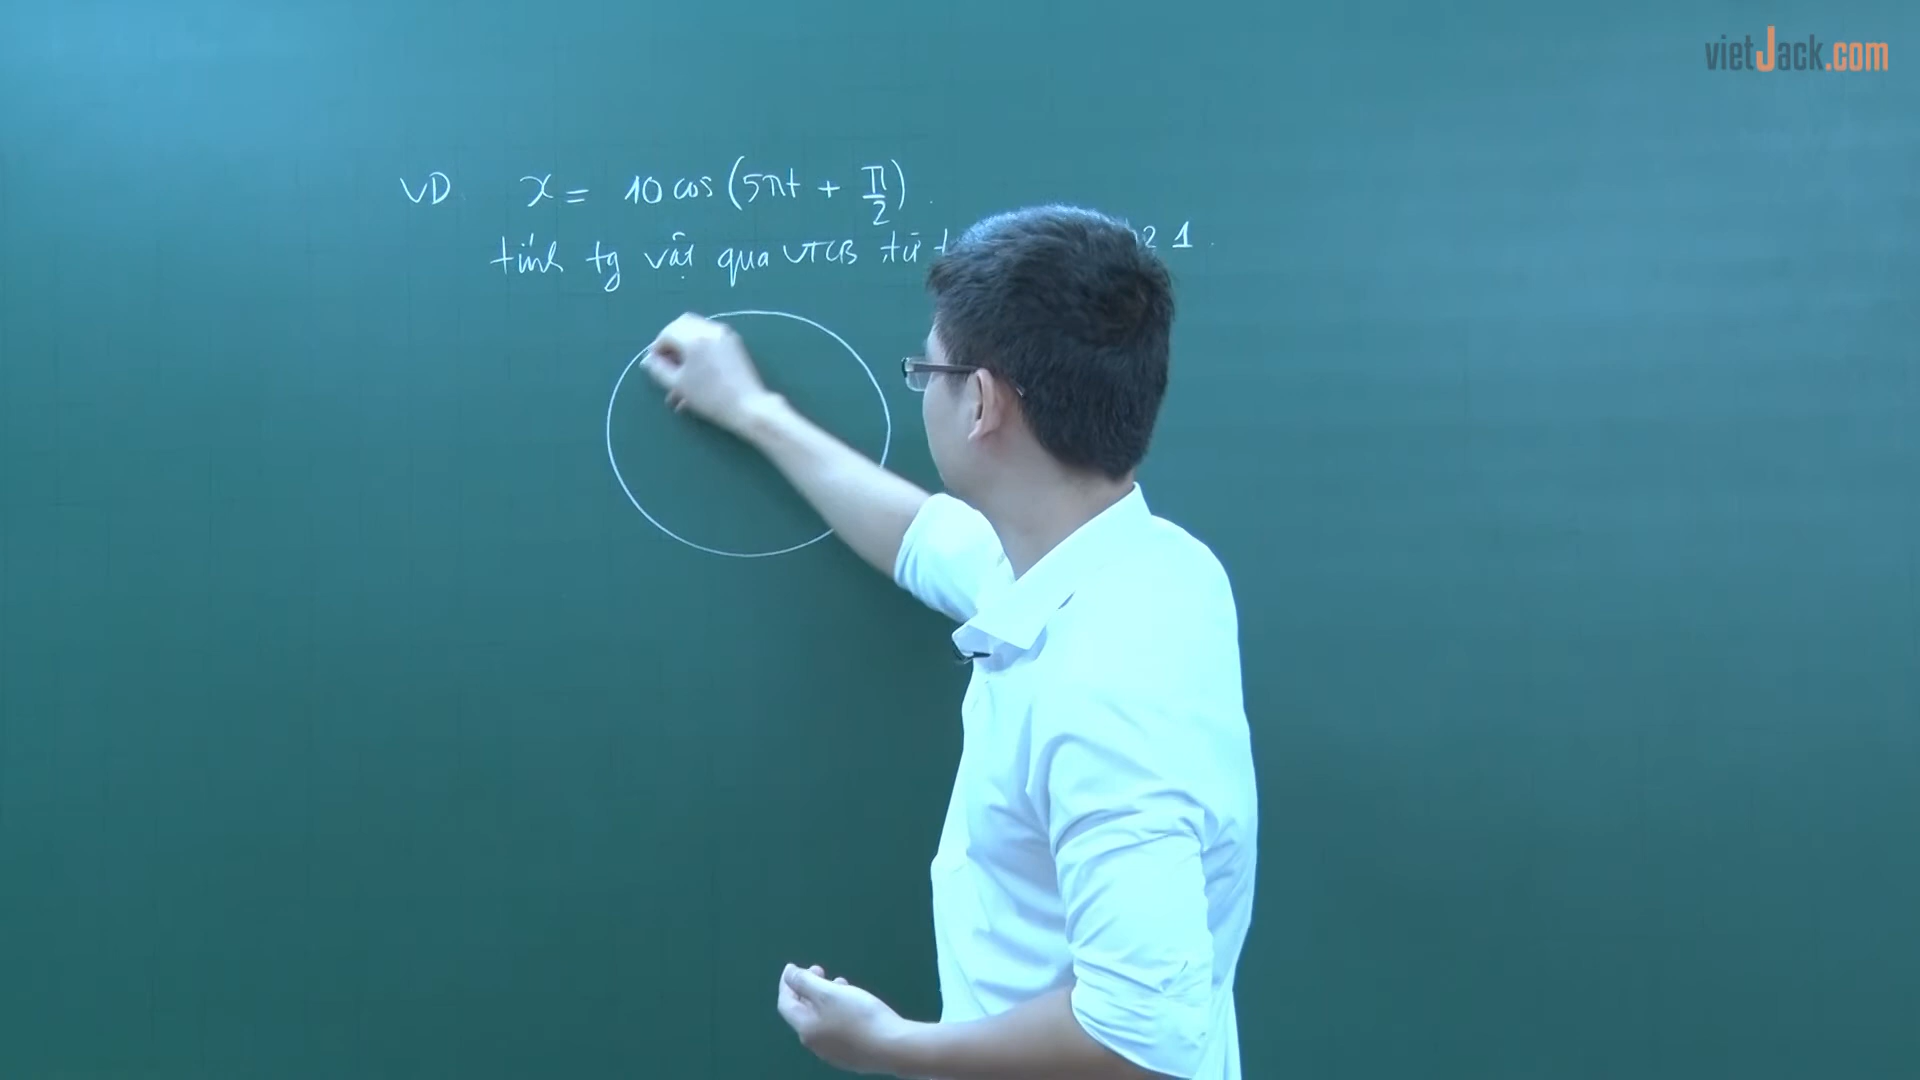 vietJack.com
VD x = 10 cos (5πt + π/2).
tính tg vật qua VTCB từ 2 1.